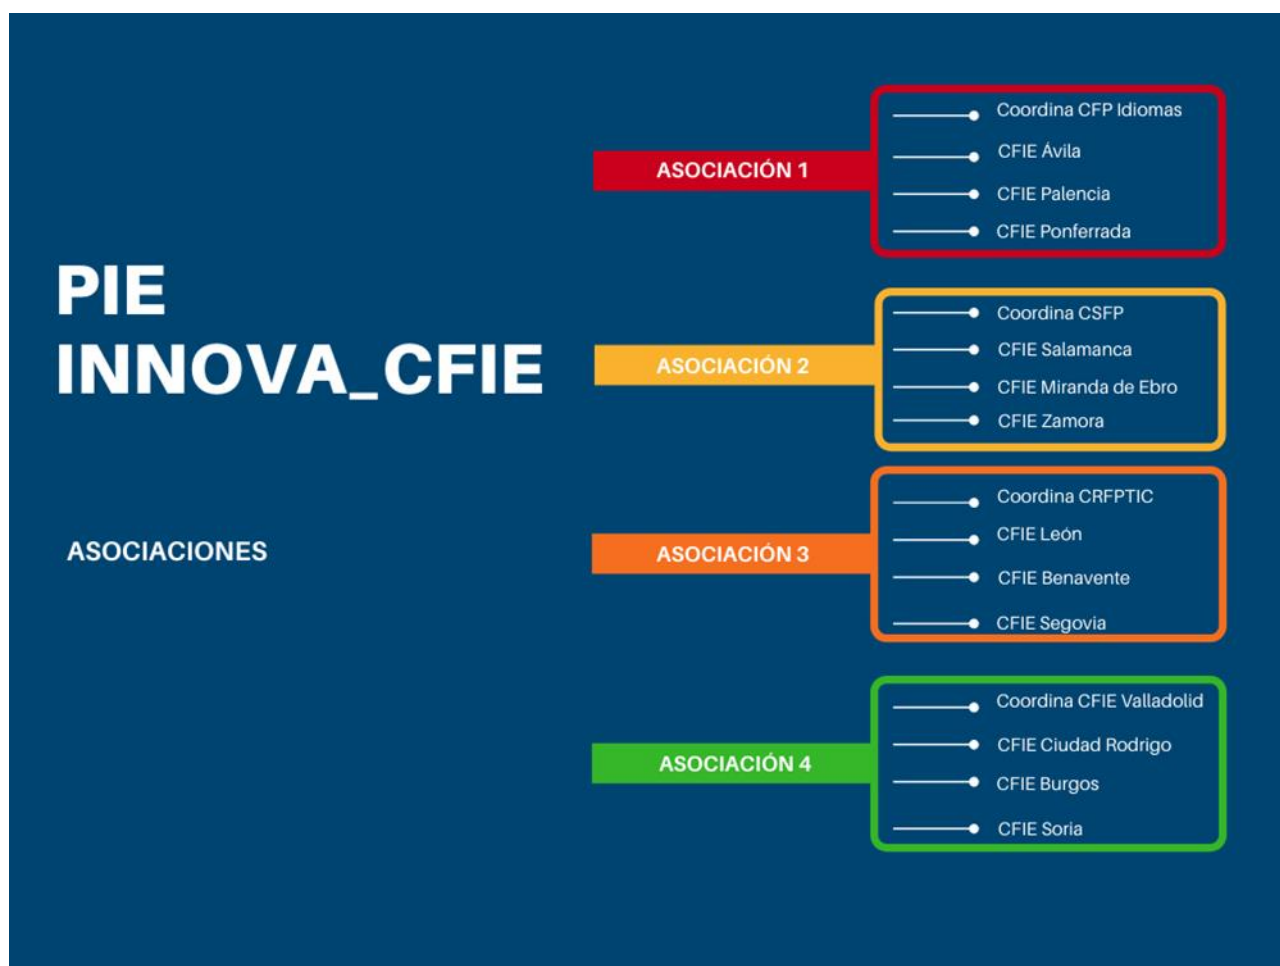 PIE
INNOVA_CFIE
ASOCIACIONES
ASOCIACIÓN 1
Coordina CFP Idiomas
CFIE Ávila
CFIE Palencia
CFIE Ponferrada
ASOCIACIÓN 2
Coordina CSFP
CFIE Salamanca
CFIE Miranda de Ebro
CFIE Zamora
ASOCIACIÓN 3
Coordina CRFPTIC
CFIE León
CFIE Benavente
CFIE Segovia
ASOCIACIÓN 4
Coordina CFIE Valladolid
CFIE Ciudad Rodrigo
CFIE Burgos
CFIE Soria